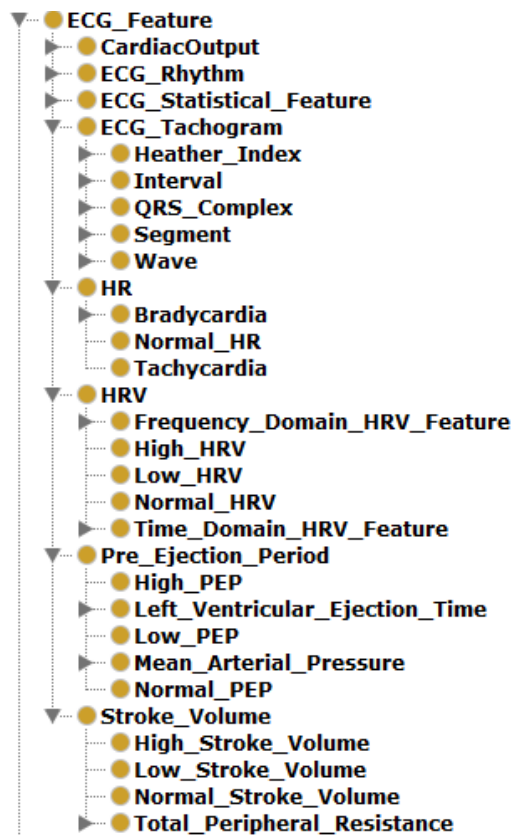 ECG_Feature
CardiacOutput
ECG_Rhythm
ECG_Statistical_Feature
ECG_Tachogram
Heather_Index
Interval
QRS_Complex
Segment
Wave
HR
Bradycardia
Normal_HR
Tachycardia
HRV
Frequency_Domain_HRV_Feature
High_HRV
Low_HRV
Normal_HRV
Time_Domain_HRV_Feature
Pre_Ejection_Period
High_PEP
Left_Ventricular_Ejection_Time
Low_PEP
Mean_Arterial_Pressure
Normal_PEP
Stroke_Volume
High_Stroke_Volume
Low_Stroke_Volume
Normal_Stroke_Volume
Total_Peripheral_Resistance